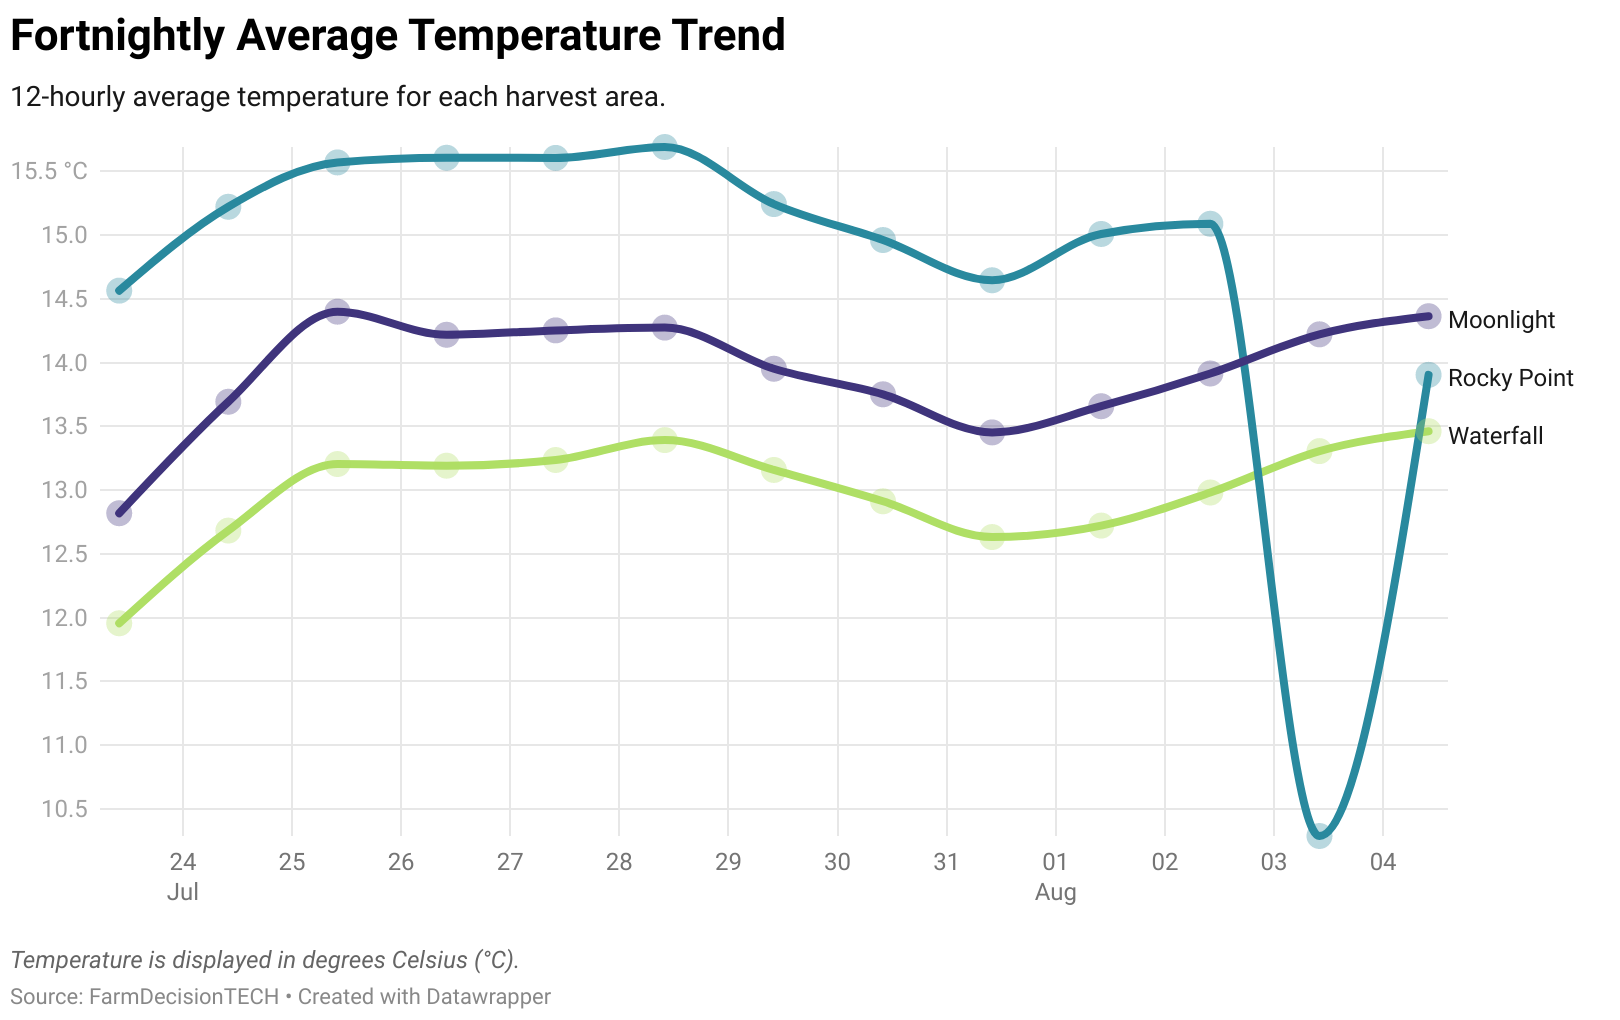 Fortnightly Average Temperature Trend
12-hourly average temperature for each harvest area.
15.5 °C
15.0
14.5
14.0
13.5
13.0
12.5
12.0
11.5
11.0
10.5
Moonlight
Rocky Point
Waterfall
24 25 26 27 28 29 30 31 01 02 03 04
Jul Aug
Temperature is displayed in degrees Celsius (°C).
Source: FarmDecisionTECH • Created with Datawrapper